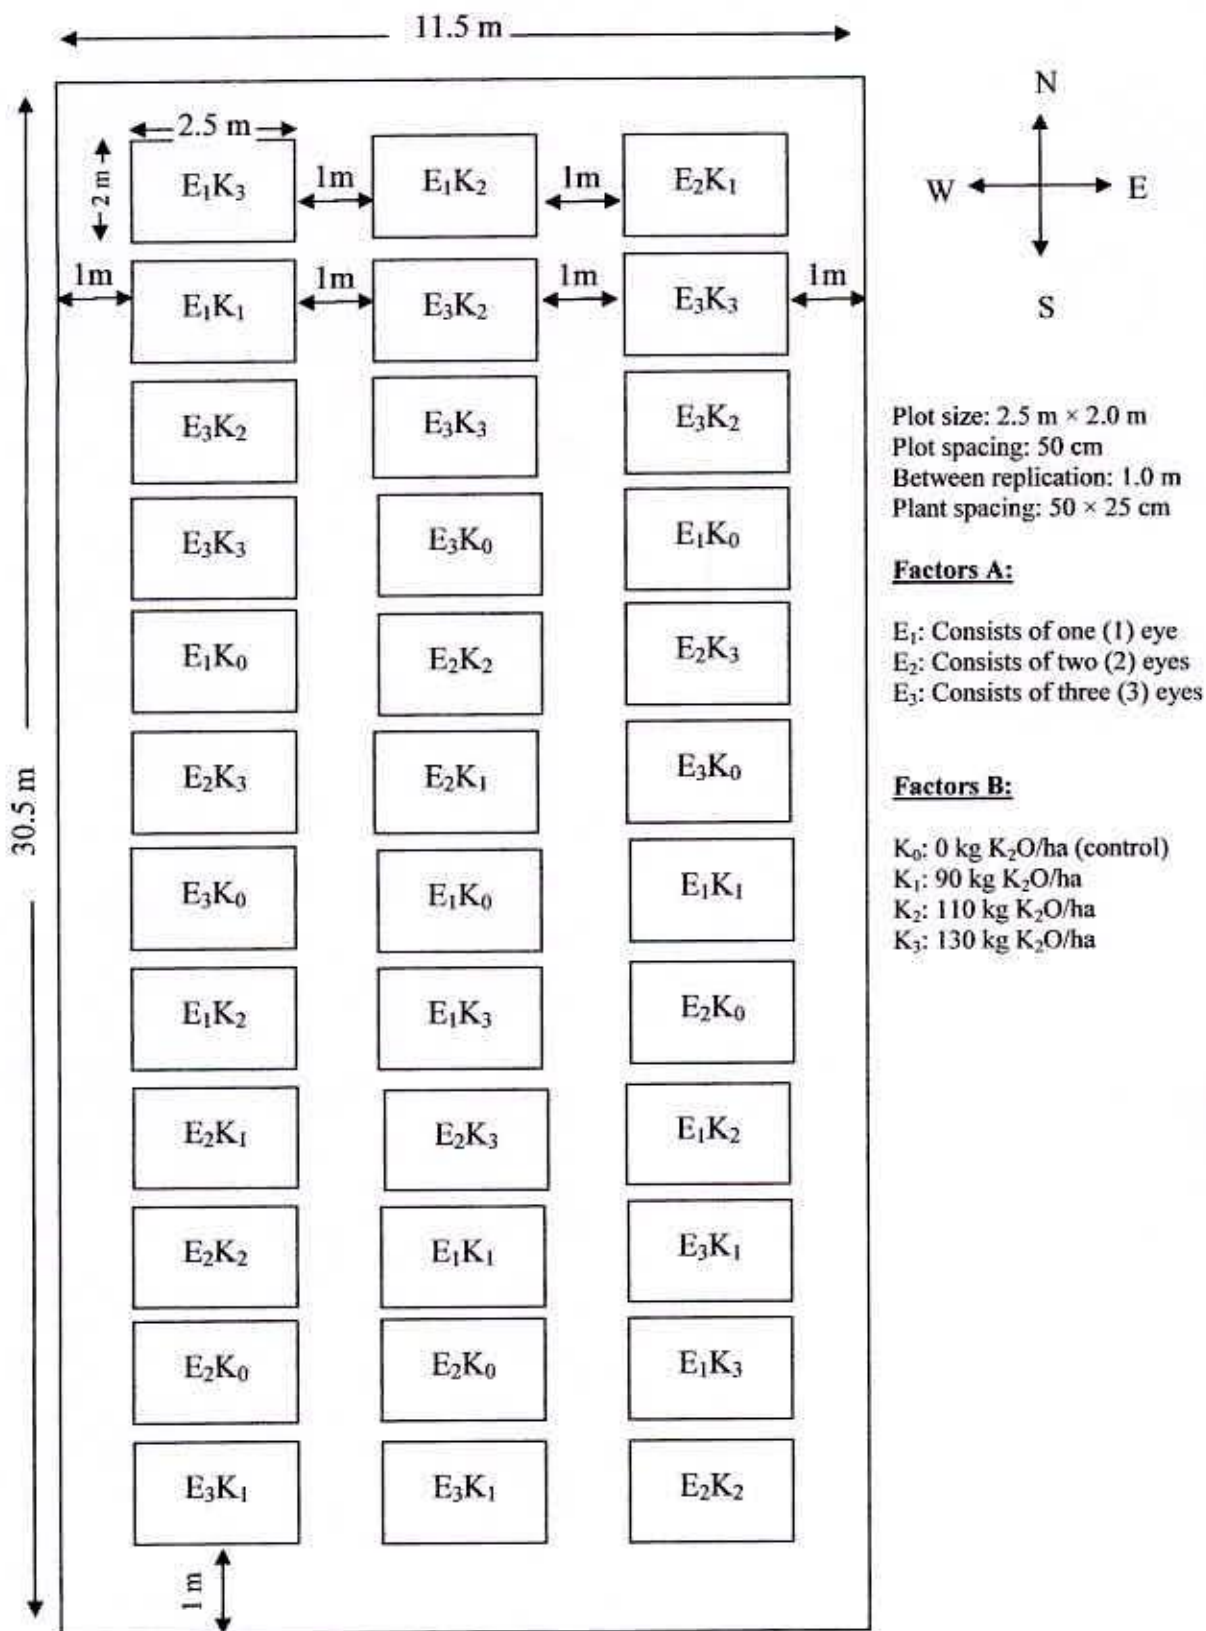 11.5 m
N
W E
S
2.5 m
2 m
E₁K₃ 1m E₁K₂ 1m E₂K₁
1m 1m 1m 1m
E₁K₁ E₃K₂ E₃K₃
E₃K₂ E₃K₃ E₃K₂
E₃K₃ E₃K₀ E₁K₀
E₁K₀ E₂K₂ E₂K₃
E₂K₃ E₂K₁ E₃K₀
30.5 m
E₃K₀ E₁K₀ E₁K₁
E₁K₂ E₁K₃ E₂K₀
E₂K₁ E₂K₃ E₁K₂
E₂K₂ E₁K₁ E₃K₁
E₂K₀ E₂K₀ E₁K₃
E₃K₁ E₃K₁ E₂K₂
1 m
Plot size: 2.5 m × 2.0 m
Plot spacing: 50 cm
Between replication: 1.0 m
Plant spacing: 50 × 25 cm
Factors A:
E₁: Consists of one (1) eye
E₂: Consists of two (2) eyes
E₃: Consists of three (3) eyes
Factors B:
K₀: 0 kg K₂O/ha (control)
K₁: 90 kg K₂O/ha
K₂: 110 kg K₂O/ha
K₃: 130 kg K₂O/ha